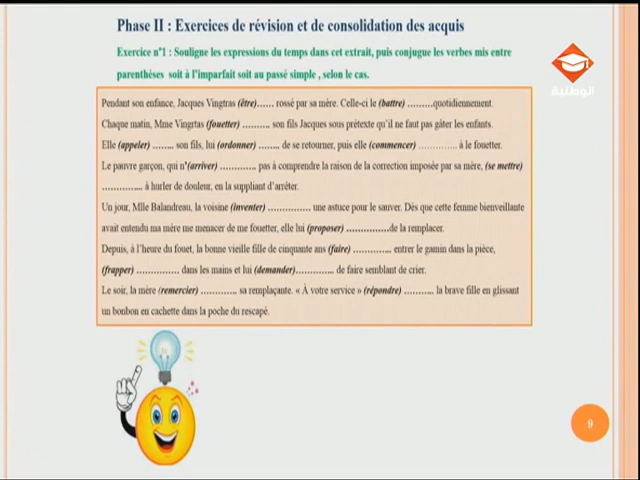 Phase II : Exercices de révision et de consolidation des acquis
Exercice n°1 : Souligne les expressions du temps dans cet extrait, puis conjugue les verbes mis entre
parenthèses soit à l'imparfait soit au passé simple , selon le cas.
الوطنية
Pendant son enfance, Jacques Vingtras (être)…… rossé par sa mère. Celle-ci le (battre) ………quotidiennement.
Chaque matin, Mme Vingrtas (fouetter) ………. son fils Jacques sous prétexte qu'il ne faut pas gâter les enfants.
Elle (appeler) …….. son fils, lui (ordonner) …….. de se retourner, puis elle (commencer) ………… à le fouetter.
Le pauvre garçon, qui n'(arriver) …………. pas à comprendre la raison de la correction imposée par sa mère, (se mettre)
………….. à hurler de douleur, en la suppliant d'arrêter.
Un jour, Mlle Balandreau, la voisine (inventer) …………… une astuce pour le sauver. Dès que cette femme bienveillante
avait entendu ma mère me menacer de me fouetter, elle lui (proposer) ……………de la remplacer.
Depuis, à l'heure du fouet, la bonne vieille fille de cinquante ans (faire) ………….. entrer le gamin dans la pièce,
(frapper) …………… dans les mains et lui (demander)………….. de faire semblant de crier.
Le soir, la mère (remercier) …………. sa remplaçante. « À votre service » (répondre) ……….. la brave fille en glissant
un bonbon en cachette dans la poche du rescapé.
9